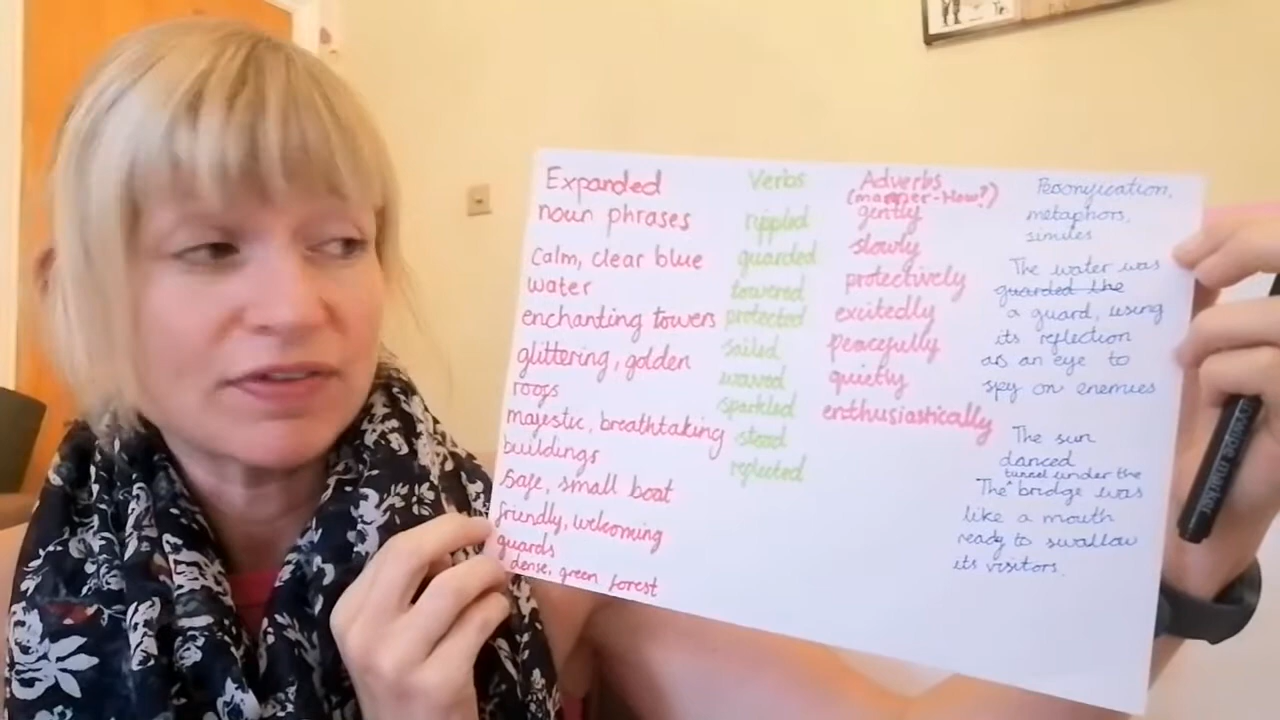 Expanded
noun phrases
Calm, clear blue
water
enchanting towers
glittering, golden
roofs
majestic, breathtaking
buildings
Safe, small boat
friendly, welcoming
guards
dense, green forest
Verbs
rippled
guarded
towered
protected
sailed
waved
sparkled
stood
reflected
Adverbs
(manner-How?)
gently
slowly
protectively
excitedly
peacefully
quietly
enthusiastically
Personification,
metaphors,
similes
The water was
guarded the
a guard, using
its reflection
as an eye to
spy on enemies
The sun
danced
tunnel under the
The bridge was
like a mouth
ready to swallow
its visitors.